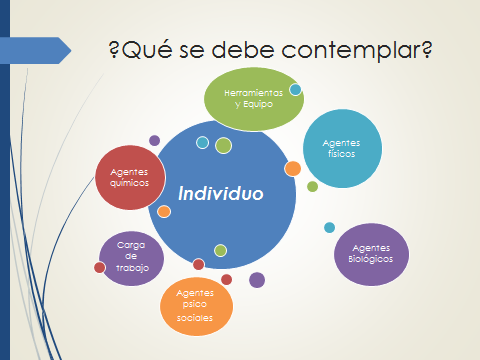 ?Qué se debe contemplar?
Herramientas
y Equipo
Agentes
físicos
Agentes
químicos
Individuo
Carga
de
trabajo
Agentes
Biológicos
Agentes
psico
sociales